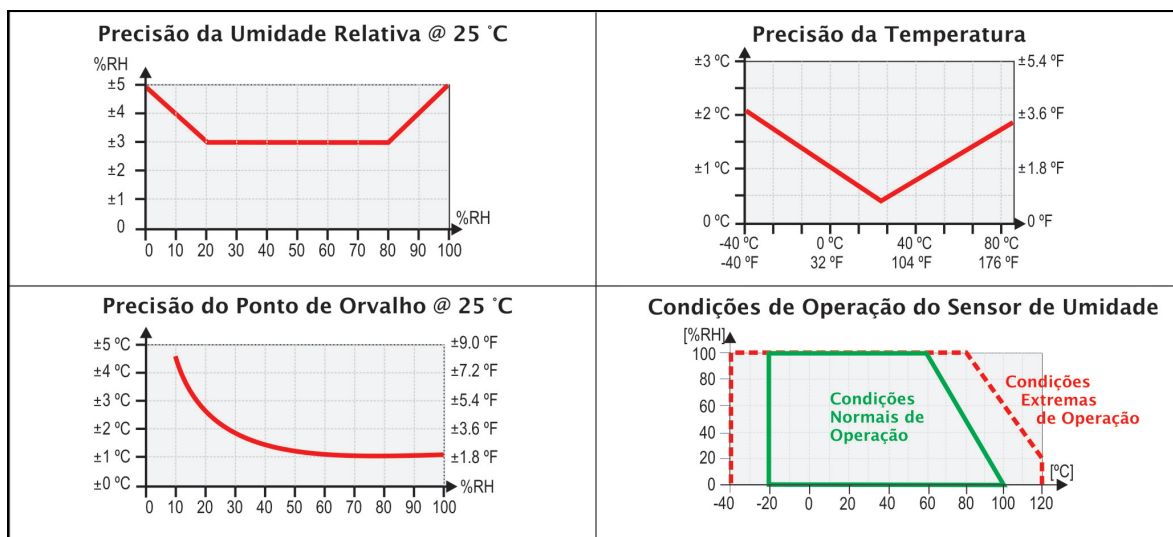 Precisão da Umidade Relativa @ 25 °C
%RH
±5
±4
±3
±2
±1
0
%RH
0 10 20 30 40 50 60 70 80 90 100
Precisão da Temperatura
±3 ºC
±2 ºC
±1 ºC
0 ºC
±5.4 ºF
±3.6 ºF
±1.8 ºF
0 ºF
-40 ºC 0 ºC 40 ºC 80 ºC
-40 ºF 32 ºF 104 ºF 176 ºF
Precisão do Ponto de Orvalho @ 25 °C
±5 ºC
±4 ºC
±3 ºC
±2 ºC
±1 ºC
±0 ºC
±9.0 ºF
±7.2 ºF
±5.4 ºF
±3.6 ºF
±1.8 ºF
%RH
0 10 20 30 40 50 60 70 80 90 100
Condições de Operação do Sensor de Umidade
[%RH]
100
80
60
40
20
0
Condições
Normais de
Operação
Condições
Extremas
de Operação
[ºC]
-40 -20 0 20 40 60 80 100 120